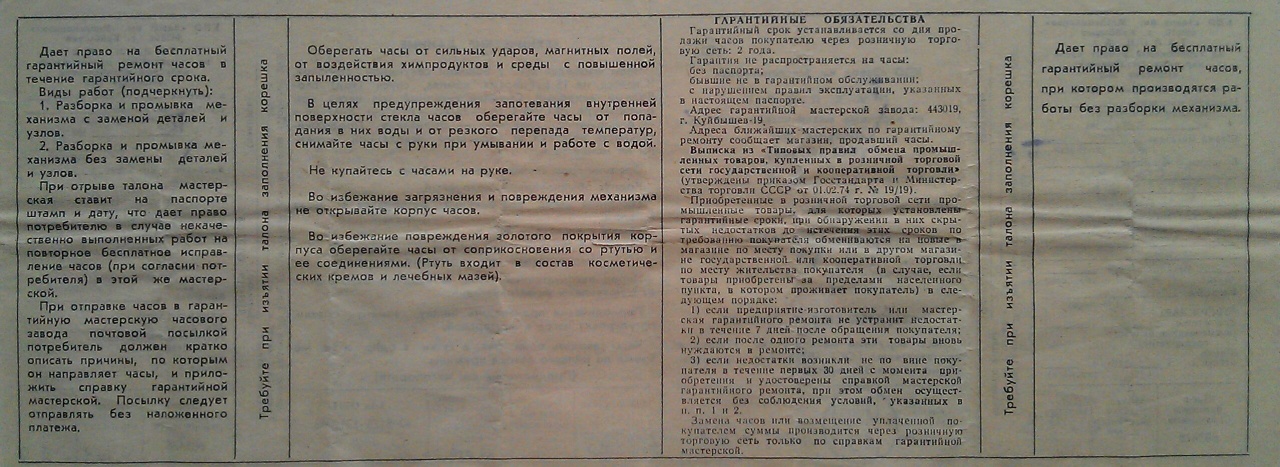 Дает право на бесплатный
гарантийный ремонт часов в
течение гарантийного срока.
Виды работ (подчеркнуть):
1. Разборка и промывка ме-
ханизма с заменой деталей и
узлов.
2. Разборка и промывка ме-
ханизма без замены деталей
и узлов.
При отрыве талона мастер-
ская ставит на паспорте
штамп и дату, что дает право
потребителю в случае некаче-
ственно выполненных работ на
повторное бесплатное исправ-
ление часов (при согласии пот-
ребителя) в этой же мастер-
ской.
При отправке часов в гаран-
тийную мастерскую часового
завода почтовой посылкой
потребитель должен кратко
описать причины, по которым
он направляет часы, и прило-
жить справку гарантийной
мастерской. Посылку следует
отправлять без наложенного
платежа.
Требуйте при изъятии талона заполнения корешка
Оберегать часы от сильных ударов, магнитных полей,
от воздействия химпродуктов и среды с повышенной
запыленностью.
В целях предупреждения запотевания внутренней
поверхности стекла часов оберегайте часы от попа-
дания в них воды и от резкого перепада температур,
снимайте часы с руки при умывании и работе с водой.
Не купайтесь с часами на руке.
Во избежание загрязнения и повреждения механизма
не открывайте корпус часов.
Во избежание повреждения золотого покрытия кор-
пуса оберегайте часы от соприкосновения со ртутью и
ее соединениями. (Ртуть входит в состав косметиче-
ских кремов и лечебных мазей).
ГАРАНТИЙНЫЕ ОБЯЗАТЕЛЬСТВА
Гарантийный срок устанавливается со дня про-
дажи часов покупателю через розничную торго-
вую сеть: 2 года.
Гарантия не распространяется на часы:
без паспорта;
бывшие не в гарантийном обслуживании;
с нарушением правил эксплуатации, указанных
в настоящем паспорте.
Адрес гарантийной мастерской завода: 443019,
г. Куйбышев-19.
Адреса ближайших мастерских по гарантийному
ремонту сообщает магазин, продавший часы.
Выписка из «Типовых правил обмена промыш-
ленных товаров, купленных в розничной торговой
сети государственной и кооперативной торговли»
(утверждены приказом Госстандарта и Министер-
ства торговли СССР от 01.02.74 г. № 19/19).
Приобретенные в розничной торговой сети про-
мышленные товары, для которых установлены
гарантийные сроки, при обнаружении в них скры-
тых недостатков до истечения этих сроков по
требованию покупателя обмениваются на новые в
магазине по месту покупки или в другом магази-
не государственной или кооперативной торговли
по месту жительства покупателя (в случае, если
товары приобретены за пределами населенного
пункта, в котором проживает покупатель) в сле-
дующем порядке:
1) если предприятие-изготовитель или мастер-
ская гарантийного ремонта не устранит недостат-
ки в течение 7 дней после обращения покупателя;
2) если после одного ремонта эти товары вновь
нуждаются в ремонте;
3) если недостатки возникли не по вине поку-
пателя в течение первых 30 дней с момента при-
обретения и удостоверены справкой мастерской
гарантийного ремонта, при этом обмен осущест-
вляется без соблюдения условий, указанных в
п. п. 1 и 2.
Замена часов или возмещение уплаченной по-
купателем суммы производится через розничную
торговую сеть только по справкам гарантийной
мастерской.
Требуйте при изъятии талона заполнения корешка
Дает право на бесплатный
гарантийный ремонт часов,
при котором производятся ра-
боты без разборки механизма.